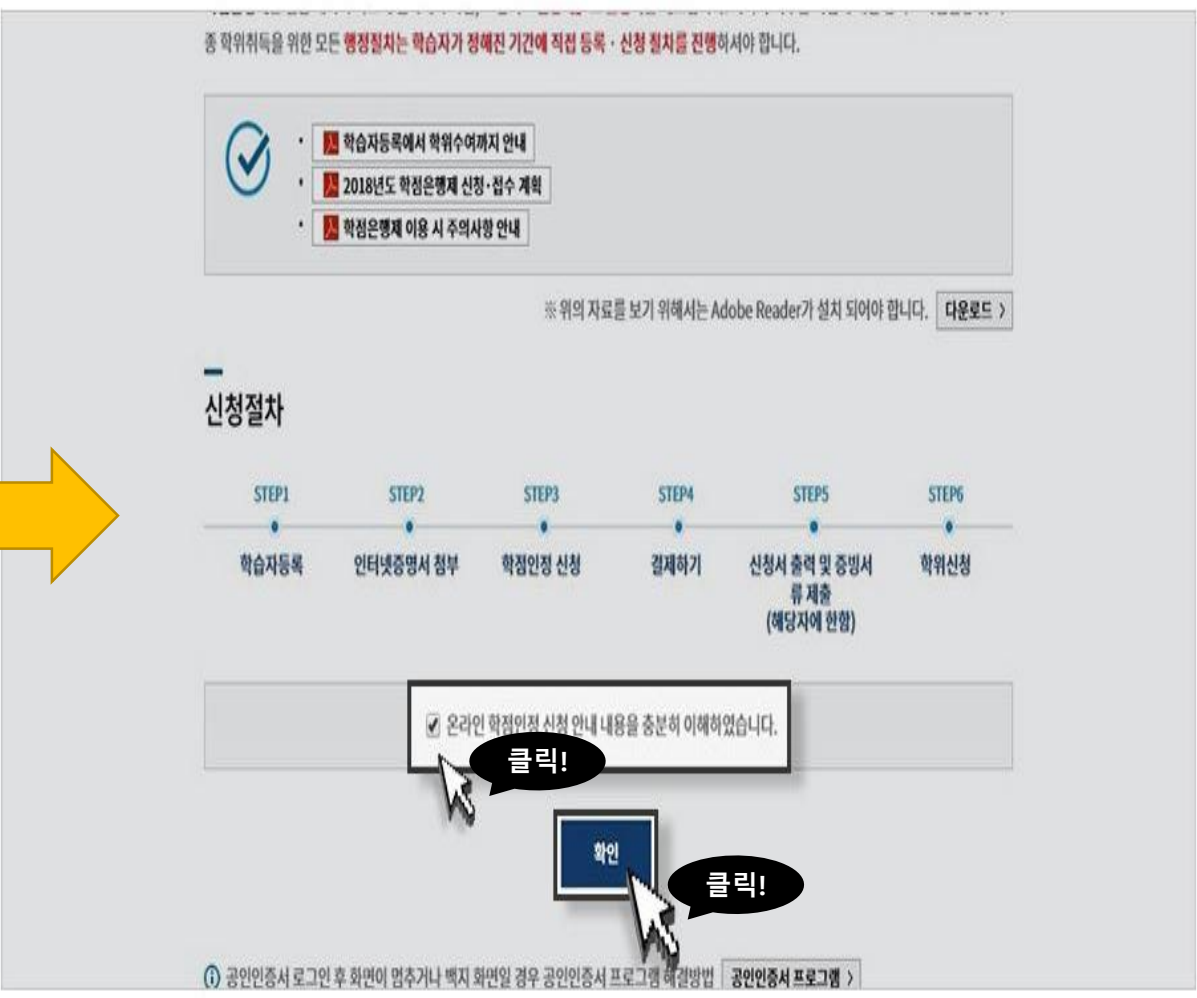 종 학위취득을 위한 모든 행정절차는 학습자가 정해진 기간에 직접 등록 · 신청 절차를 진행하셔야 합니다.
• 학습자등록에서 학위수여까지 안내
• 2018년도 학점은행제 신청·접수 계획
• 학점은행제 이용 시 주의사항 안내
※ 위의 자료를 보기 위해서는 Adobe Reader가 설치 되어야 합니다. 다운로드 >
신청절차
STEP1 STEP2 STEP3 STEP4 STEP5 STEP6
학습자등록 인터넷증명서 첨부 학점인정 신청 결제하기 신청서 출력 및 증빙서 학위신청
류 제출
(해당자에 한함)
온라인 학점인정 신청 안내 내용을 충분히 이해하였습니다.
클릭!
확인
클릭!
공인인증서 로그인 후 화면이 멈추거나 백지 화면일 경우 공인인증서 프로그램 해결방법 공인인증서 프로그램 >